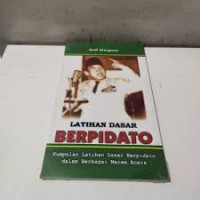 LATIHAN DASAR
BERPIDATO
Kumpulan Latihan Dasar Berpidato
dalam Berbagai Macam Acara